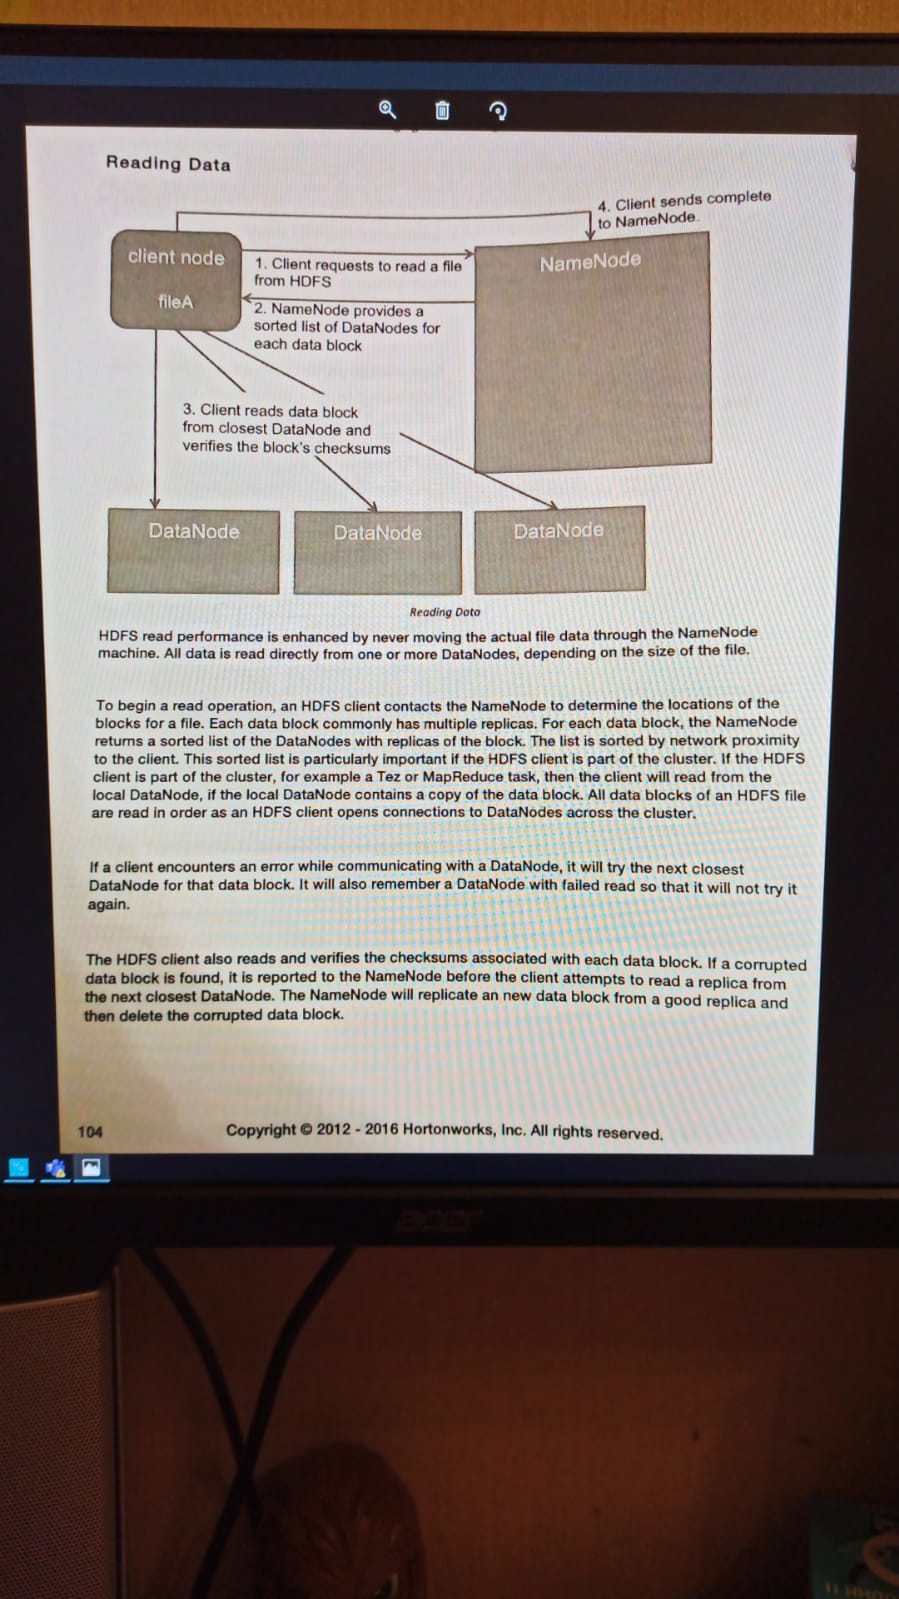 Reading Data
4. Client sends complete
to NameNode.
client node
fileA
1. Client requests to read a file
from HDFS
NameNode
2. NameNode provides a
sorted list of DataNodes for
each data block
3. Client reads data block
from closest DataNode and
verifies the block's checksums
DataNode
DataNode
DataNode
Reading Data
HDFS read performance is enhanced by never moving the actual file data through the NameNode
machine. All data is read directly from one or more DataNodes, depending on the size of the file.
To begin a read operation, an HDFS client contacts the NameNode to determine the locations of the
blocks for a file. Each data block commonly has multiple replicas. For each data block, the NameNode
returns a sorted list of the DataNodes with replicas of the block. The list is sorted by network proximity
to the client. This sorted list is particularly important if the HDFS client is part of the cluster. If the HDFS
client is part of the cluster, for example a Tez or MapReduce task, then the client will read from the
local DataNode, if the local DataNode contains a copy of the data block. All data blocks of an HDFS file
are read in order as an HDFS client opens connections to DataNodes across the cluster.
If a client encounters an error while communicating with a DataNode, it will try the next closest
DataNode for that data block. It will also remember a DataNode with failed read so that it will not try it
again.
The HDFS client also reads and verifies the checksums associated with each data block. If a corrupted
data block is found, it is reported to the NameNode before the client attempts to read a replica from
the next closest DataNode. The NameNode will replicate an new data block from a good replica and
then delete the corrupted data block.
104
Copyright © 2012 - 2016 Hortonworks, Inc. All rights reserved.
acer